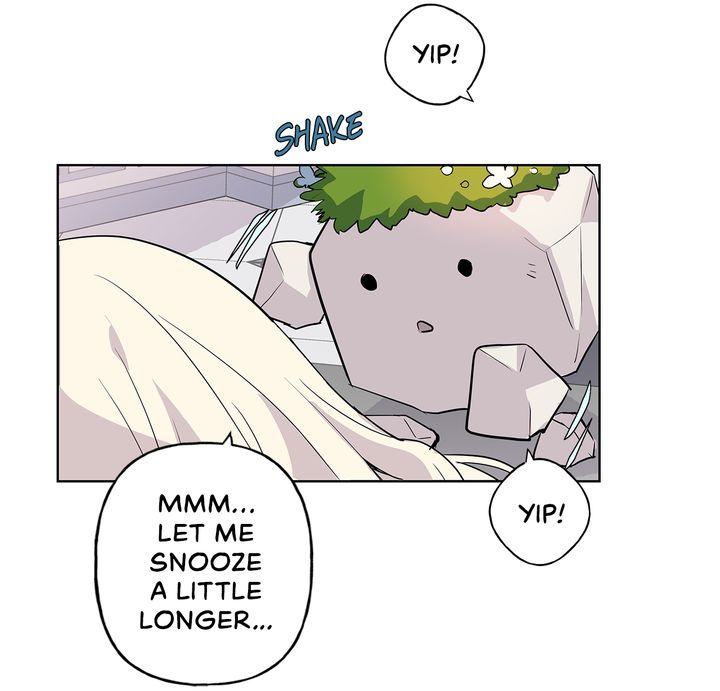 YIP!
SHAKE
MMM...
LET ME
SNOOZE
A LITTLE
LONGER...
YIP!